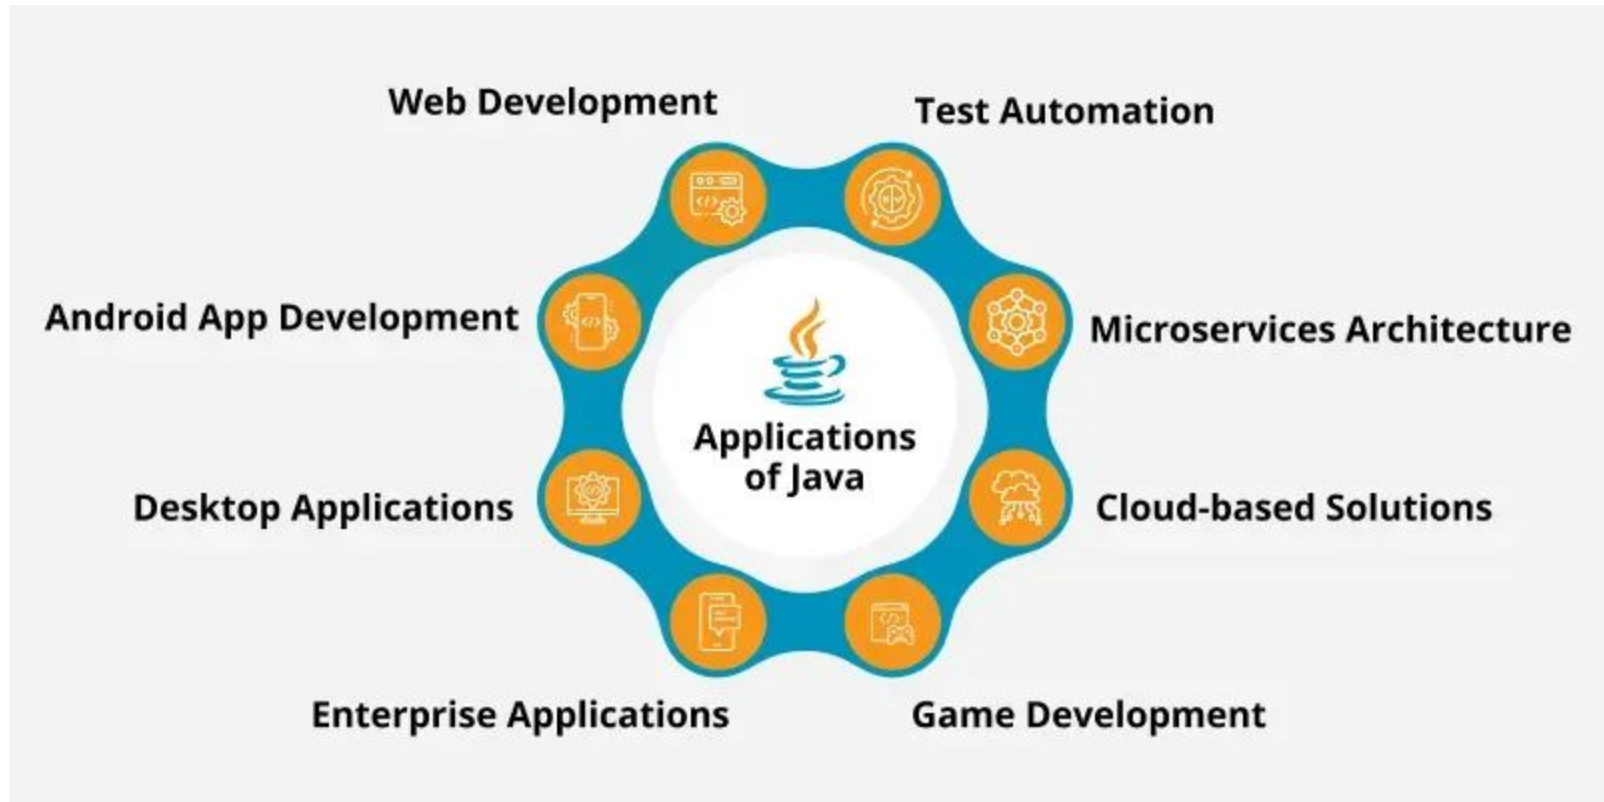 Web Development
Test Automation
Android App Development
Microservices Architecture
Applications
of Java
Desktop Applications
Cloud-based Solutions
Enterprise Applications
Game Development